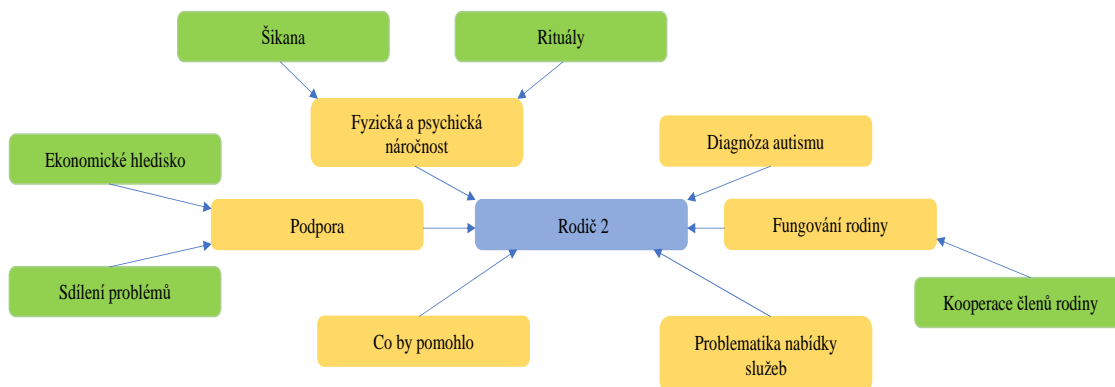 Šikana
Rituály
Fyzická a psychická
náročnost
Diagnóza autismu
Ekonomické hledisko
Podpora
Rodič 2
Fungování rodiny
Sdílení problémů
Kooperace členů rodiny
Co by pomohlo
Problematika nabídky
služeb